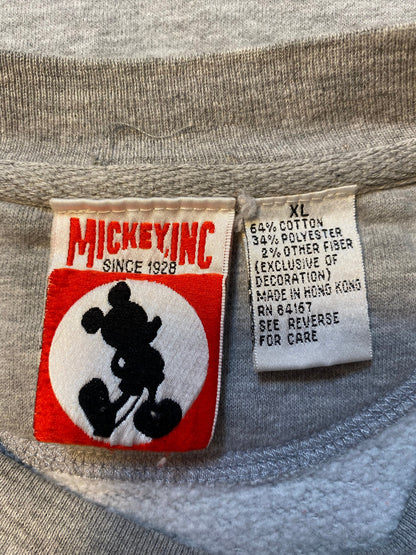 MICKEY, INC
SINCE 1928
XL
64% COTTON
34% POLYESTER
2% OTHER FIBER
(EXCLUSIVE OF
DECORATION)
MADE IN HONG KONG
RN 64167
SEE REVERSE
FOR CARE